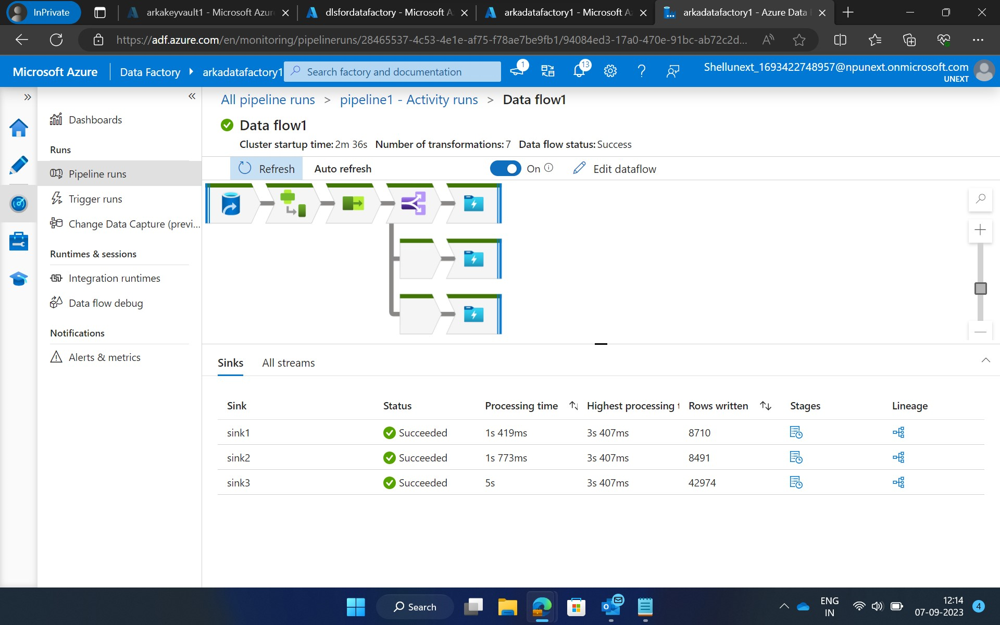 InPrivate
arkakeyvault1 - Microsoft Azur
dlsfordatafactory - Microsoft A
arkadatafactory1 - Microsoft A
arkadatafactory1 - Azure Data
https://adf.azure.com/en/monitoring/pipelineruns/28465537-4c53-4e1e-af75-f78ae7be9fb1/94084ed3-17a0-470e-91bc-ab72c2d...
Microsoft Azure
Data Factory
arkadatafactory1
Search factory and documentation
1
13
Shellunext_1693422748957@npunext.onmicrosoft.com
UNEXT
Dashboards
Runs
Pipeline runs
Trigger runs
Change Data Capture (previ...
Runtimes & sessions
Integration runtimes
Data flow debug
Notifications
Alerts & metrics
All pipeline runs > pipeline1 - Activity runs > Data flow1
Data flow1
Cluster startup time: 2m 36s Number of transformations: 7 Data flow status: Success
Refresh Auto refresh On Edit dataflow
Sinks All streams
Sink Status Processing time Highest processing t Rows written Stages Lineage
sink1 Succeeded 1s 419ms 3s 407ms 8710
sink2 Succeeded 1s 773ms 3s 407ms 8491
sink3 Succeeded 5s 3s 407ms 42974
Search
ENG
IN
12:14
07-09-2023
4